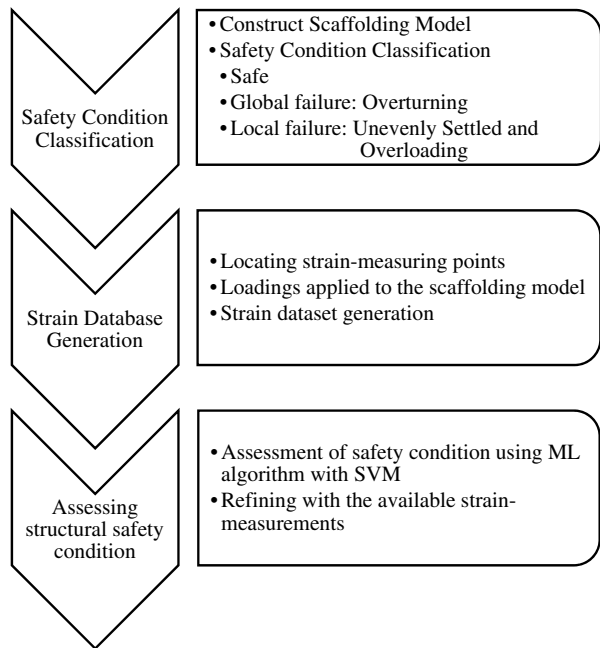 Safety Condition
Classification
• Construct Scaffolding Model
• Safety Condition Classification
• Safe
• Global failure: Overturning
• Local failure: Unevenly Settled and
Overloading
Strain Database
Generation
• Locating strain-measuring points
• Loadings applied to the scaffolding model
• Strain dataset generation
Assessing
structural safety
condition
• Assessment of safety condition using ML
algorithm with SVM
• Refining with the available strain-
measurements